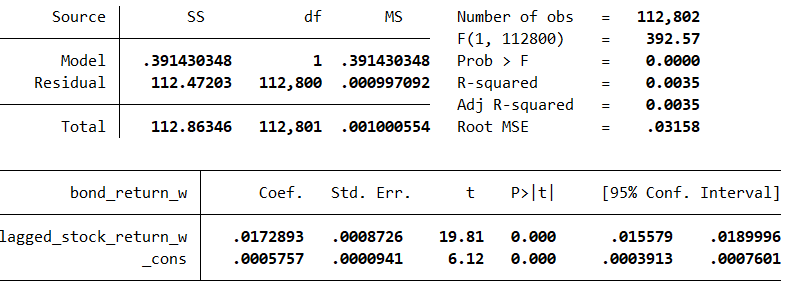 Source SS df MS Number of obs = 112,802
F(1, 112800) = 392.57
Model .391430348 1 .391430348 Prob > F = 0.0000
Residual 112.47203 112,800 .000997092 R-squared = 0.0035
Adj R-squared = 0.0035
Total 112.86346 112,801 .001000554 Root MSE = .03158
bond_return_w Coef. Std. Err. t P>|t| [95% Conf. Interval]
lagged_stock_return_w .0172893 .0008726 19.81 0.000 .015579 .0189996
_cons .0005757 .0000941 6.12 0.000 .0003913 .0007601